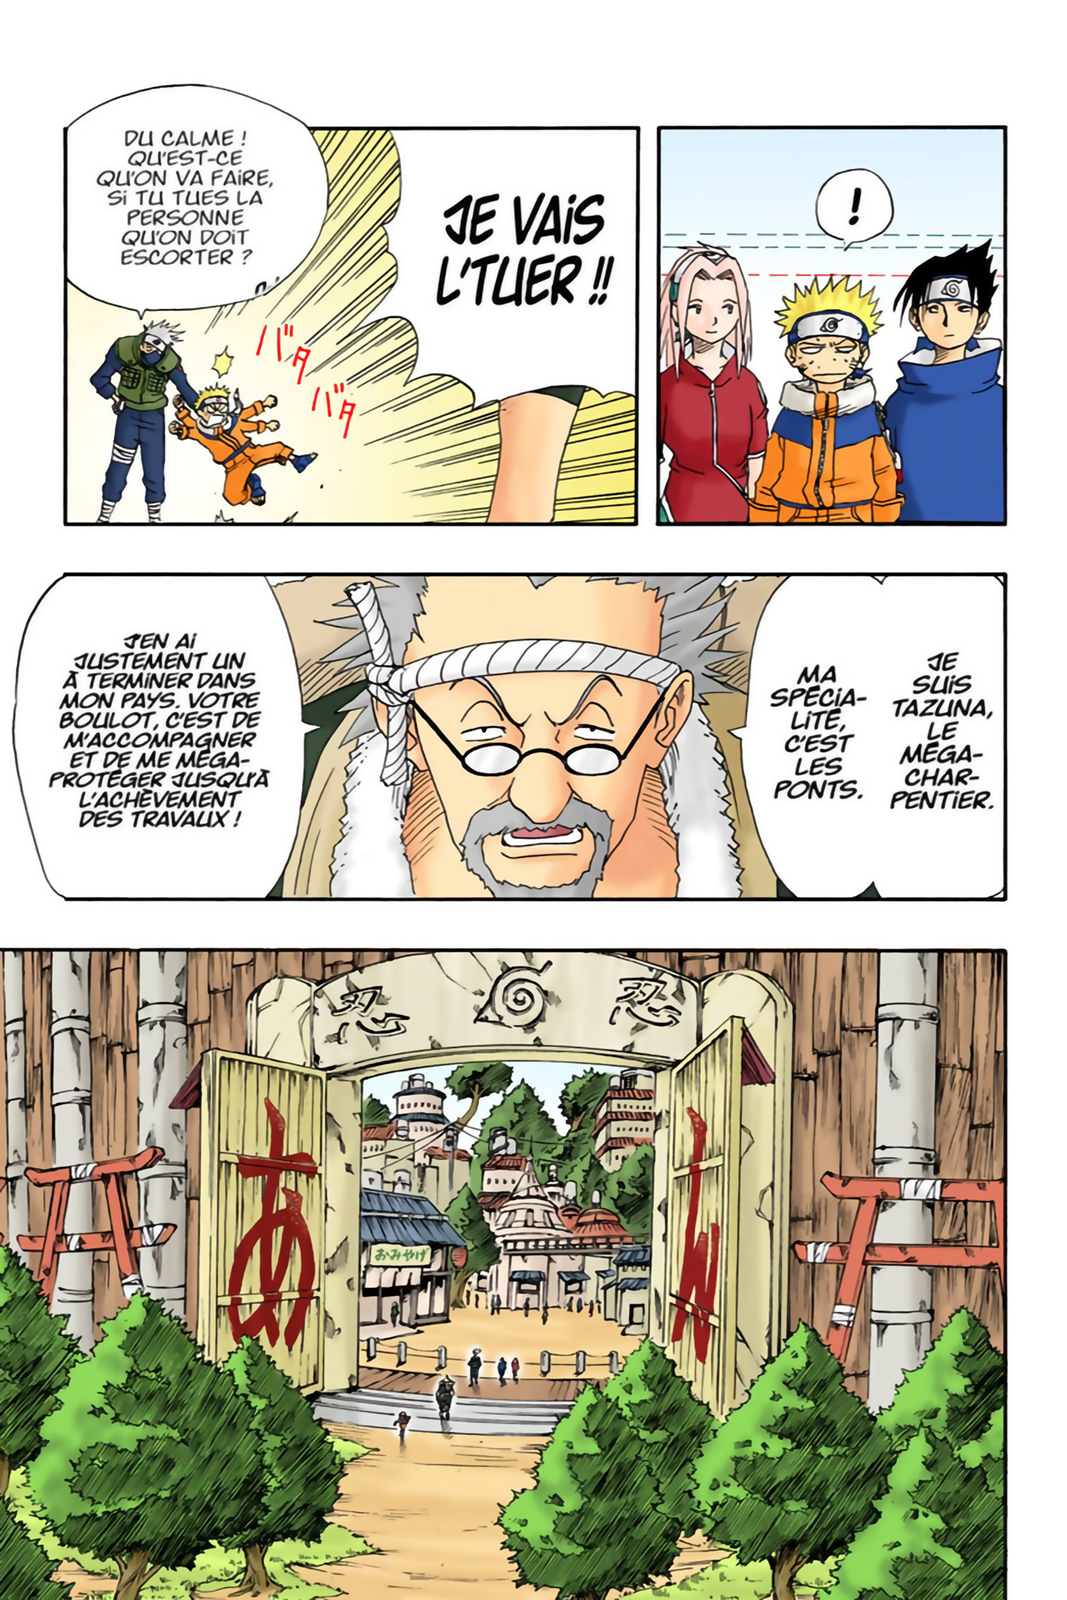 !
JE VAIS
L'TUER !!
DU CALME !
QU'EST-CE
QU'ON VA FAIRE,
SI TU TUES LA
PERSONNE
QU'ON DOIT
ESCORTER ?
バタ
バタ
JE
SUIS
TAZUNA,
LE
MÉGA-
CHAR-
PENTIER.
MA
SPÉCIA-
LITÉ,
C'EST
LES
PONTS.
J'EN AI
JUSTEMENT UN
À TERMINER DANS
MON PAYS. VOTRE
BOULOT, C'EST DE
M'ACCOMPAGNER
ET DE ME MÉGA-
PROTÉGER JUSQU'À
L'ACHÈVEMENT
DES TRAVAUX !
忍
忍
あ
ん
おみやげ